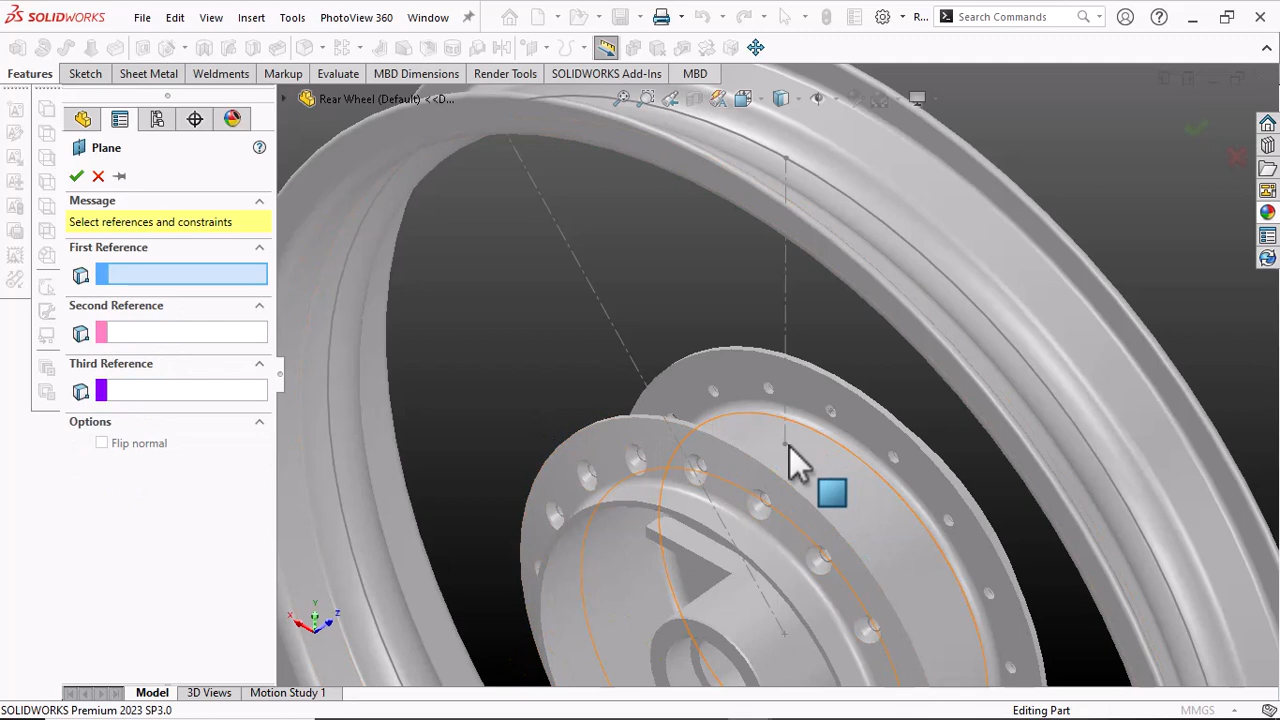 SOLIDWORKS File Edit View Insert Tools PhotoView 360 Window R... Search Commands
Features Sketch Sheet Metal Weldments Markup Evaluate MBD Dimensions Render Tools SOLIDWORKS Add-Ins MBD
Rear Wheel (Default) <<D...
Plane
Message
Select references and constraints
First Reference
Second Reference
Third Reference
Options
Flip normal
Y
X Z
Model 3D Views Motion Study 1
SOLIDWORKS Premium 2023 SP3.0 Editing Part MMGS